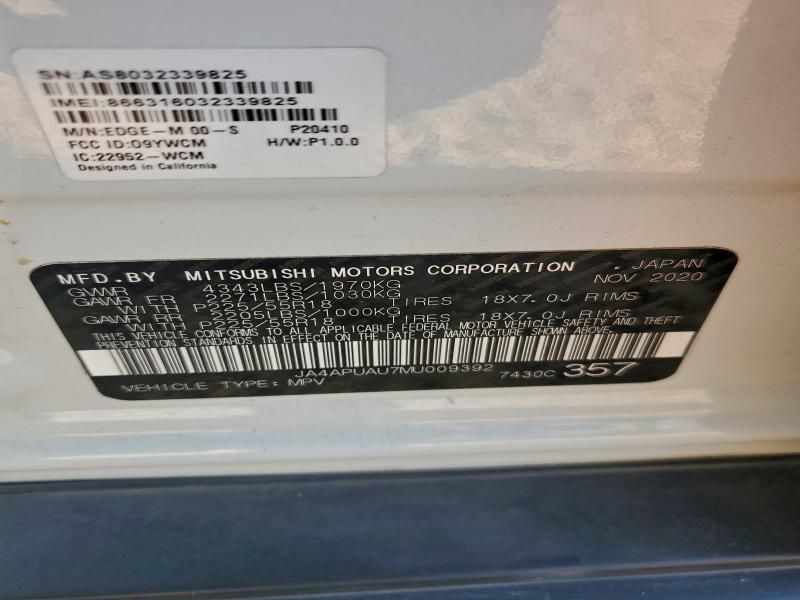 SN:AS8032339825
IMEI:866316032339825
M/N:EDGE-M 00-S P20410
FCC ID:O9YWCM H/W:P1.0.0
IC:22952-WCM
Designed in California
MFD.BY MITSUBISHI MOTORS CORPORATION . JAPAN
NOV 2020
GVWR 4343LBS/1970KG
GAWR FR 2271LBS/1030KG
WITH P225/55R18 TIRES 18X7.0J RIMS
GAWR RR 2205LBS/1000KG
WITH P225/55R18 TIRES 18X7.0J RIMS
THIS VEHICLE CONFORMS TO ALL APPLICABLE FEDERAL MOTOR VEHICLE SAFETY AND THEFT
PREVENTION STANDARDS IN EFFECT ON THE DATE OF MANUFACTURE SHOWN ABOVE.
JA4APUAU7MU009392 7430C 357
VEHICLE TYPE: MPV